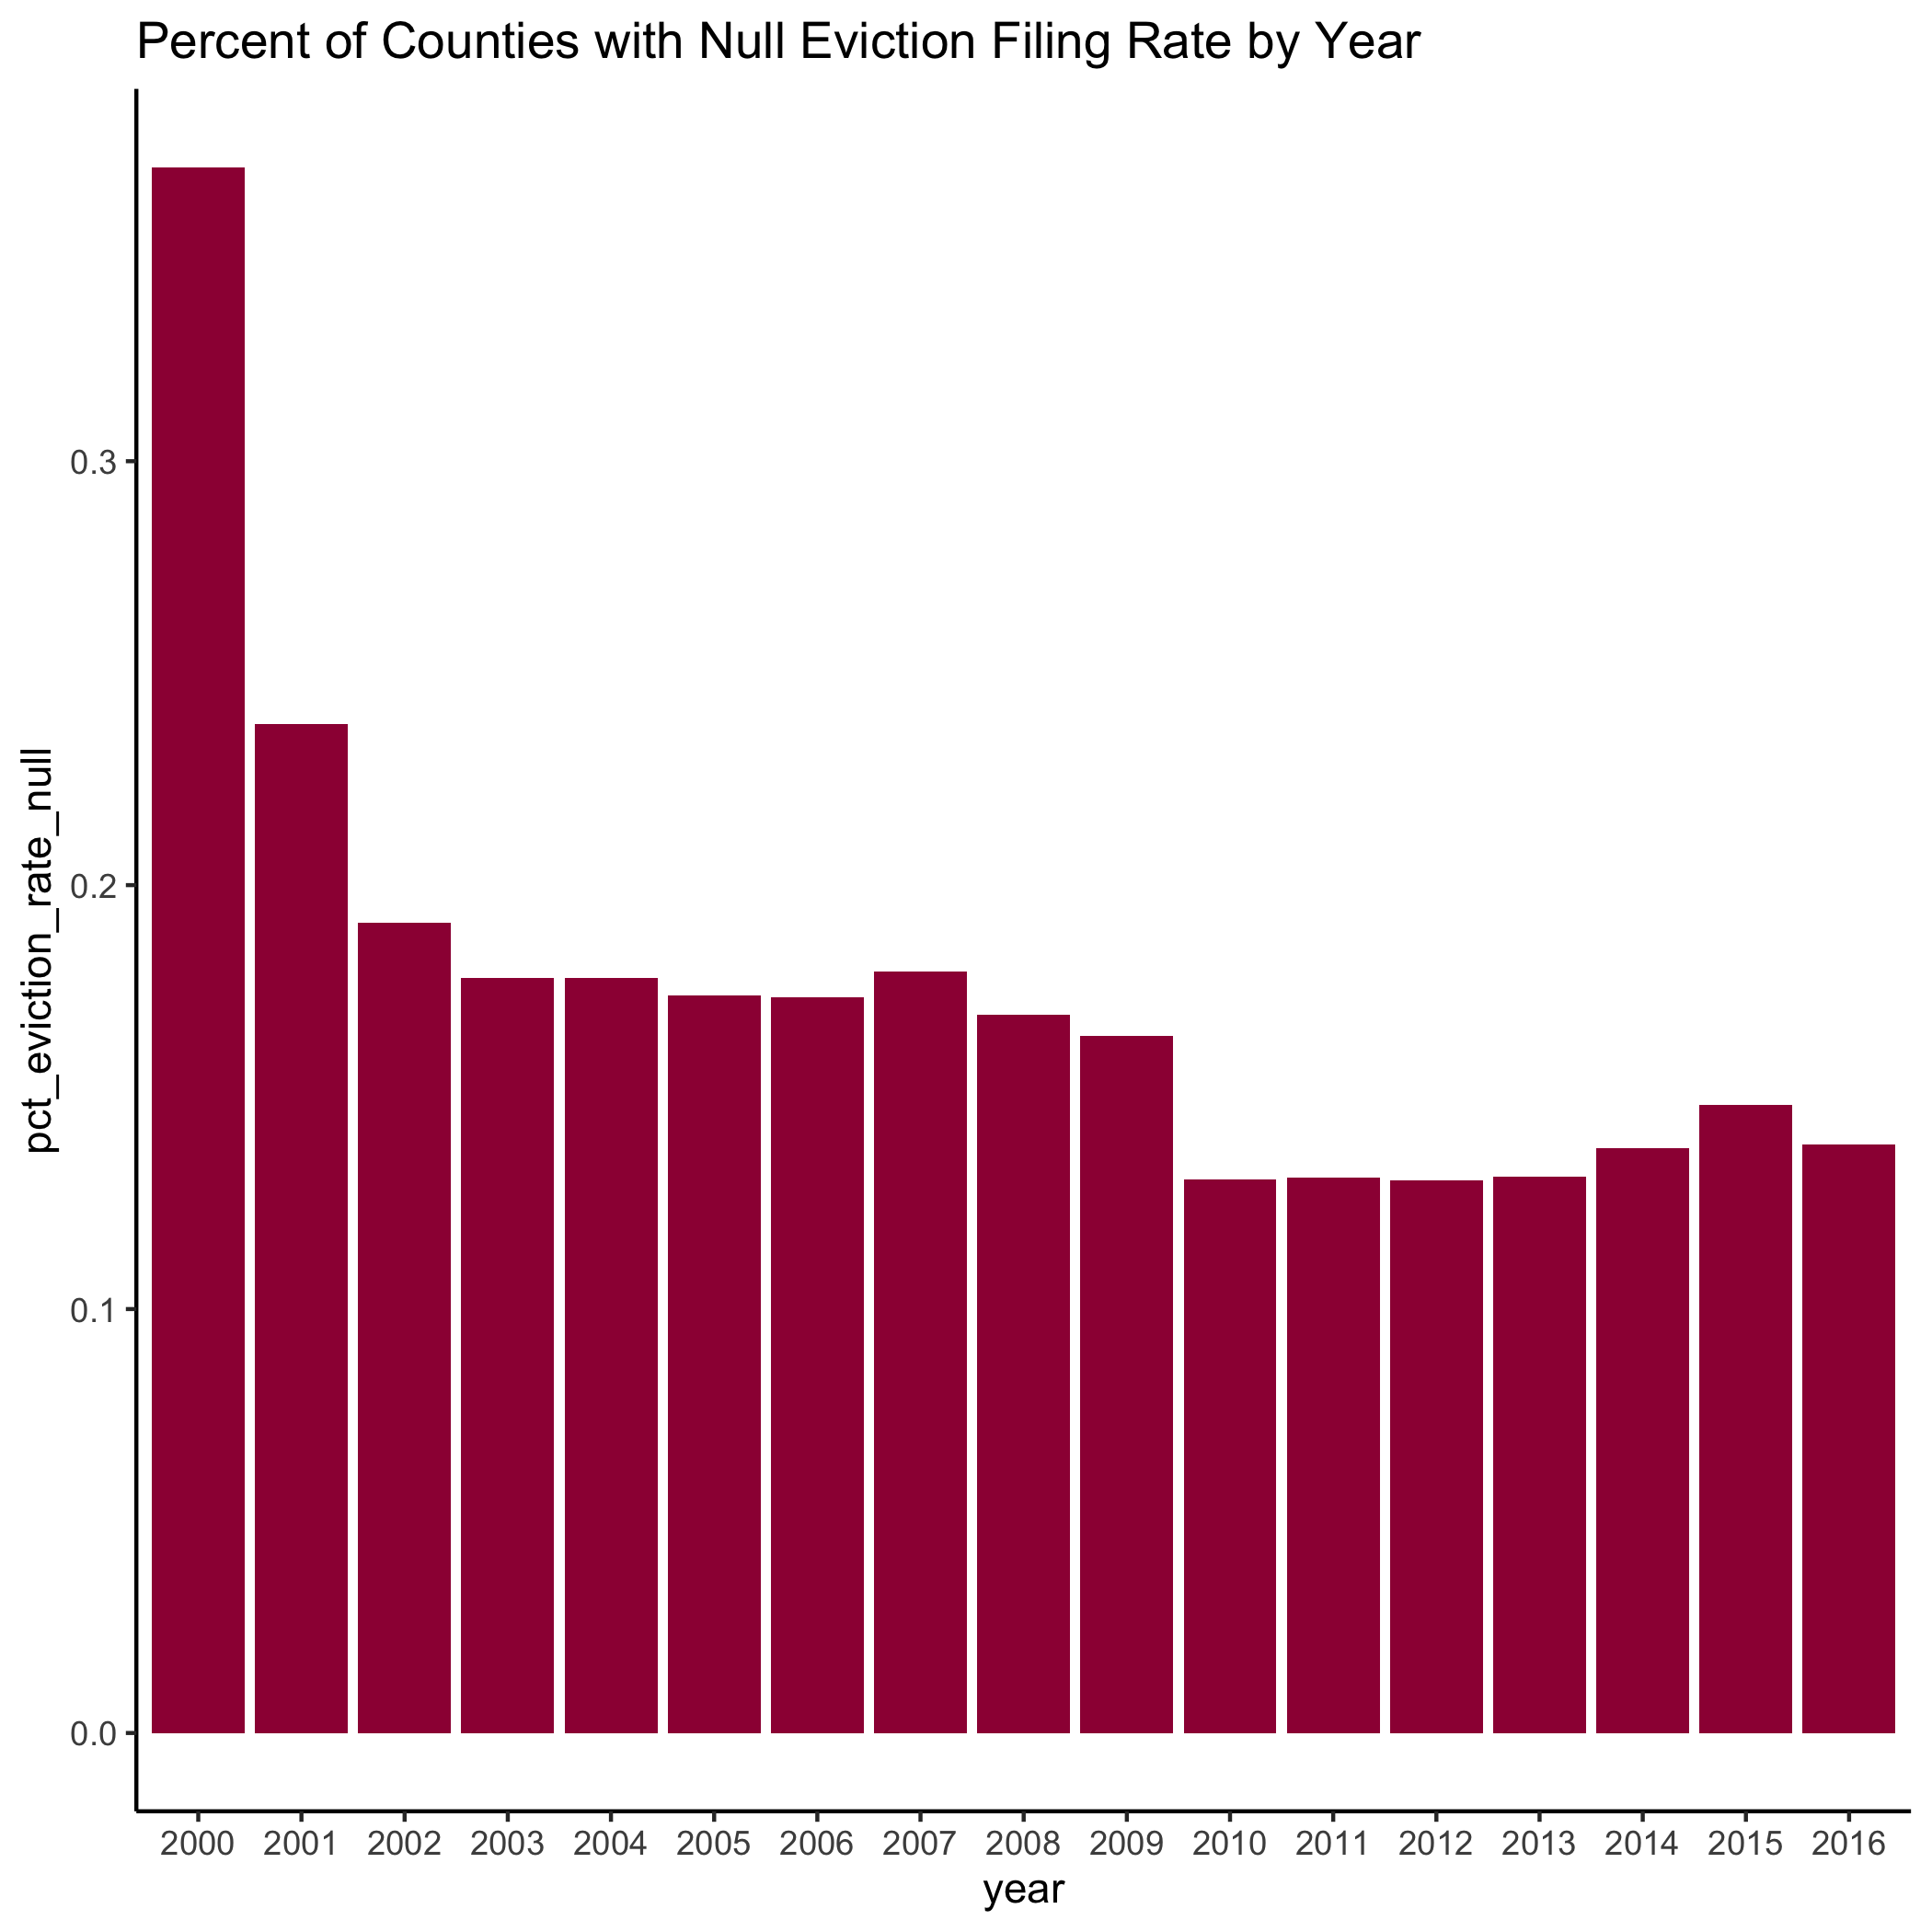 Percent of Counties with Null Eviction Filing Rate by Year
pct_eviction_rate_null
0.3
0.2
0.1
0.0
2000 2001 2002 2003 2004 2005 2006 2007 2008 2009 2010 2011 2012 2013 2014 2015 2016
year